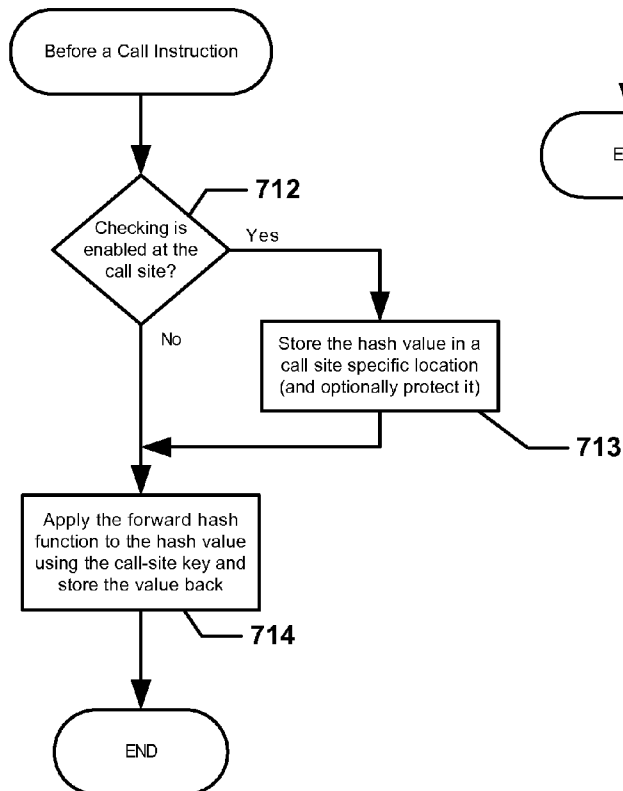 Before a Call Instruction
712
Checking is
enabled at the
call site?
Yes
No
Store the hash value in a
call site specific location
(and optionally protect it)
713
Apply the forward hash
function to the hash value
using the call-site key and
store the value back
714
END